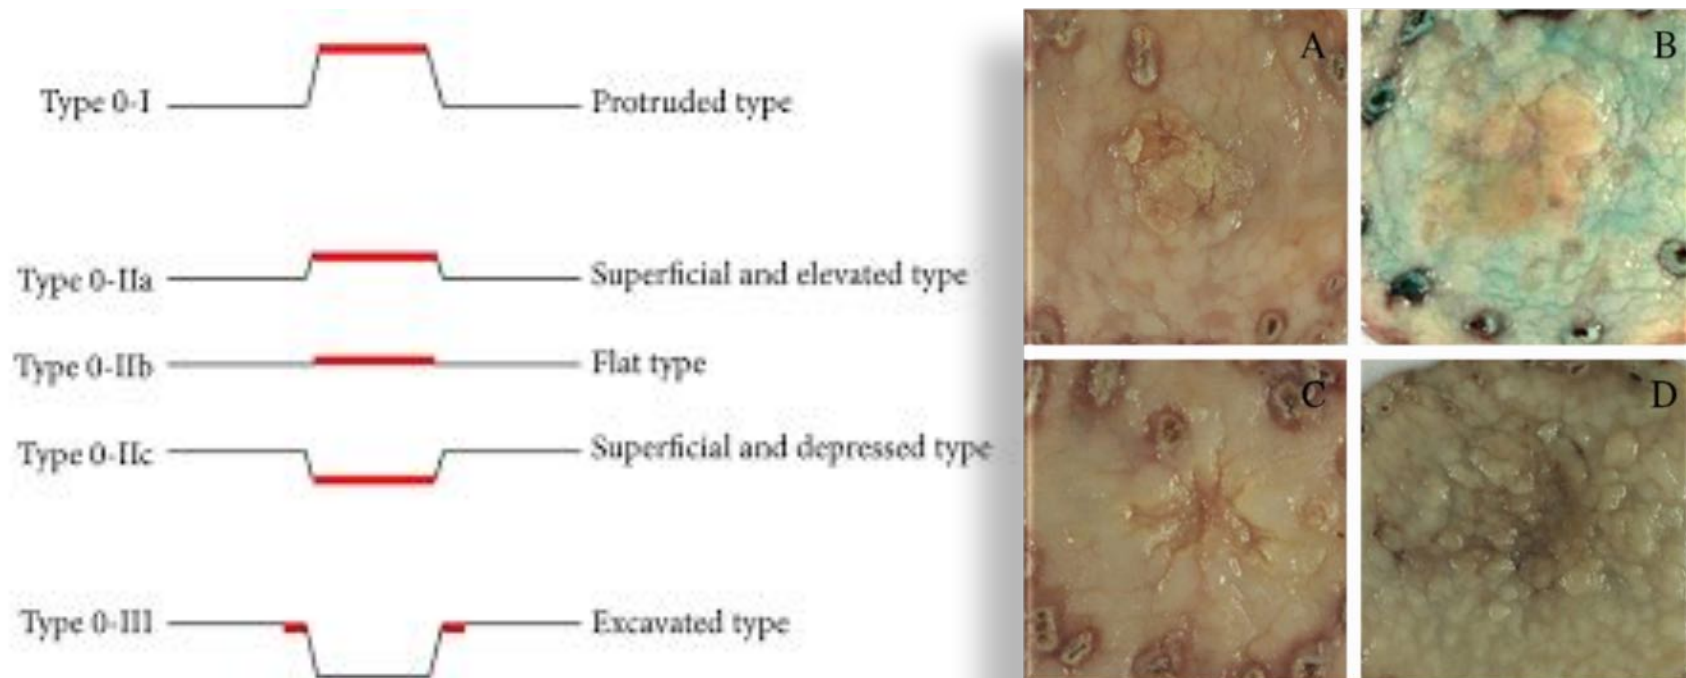 Type 0-I Protruded type
Type 0-IIa Superficial and elevated type
Type 0-IIb Flat type
Type 0-IIc Superficial and depressed type
Type 0-III Excavated type
A B
C D